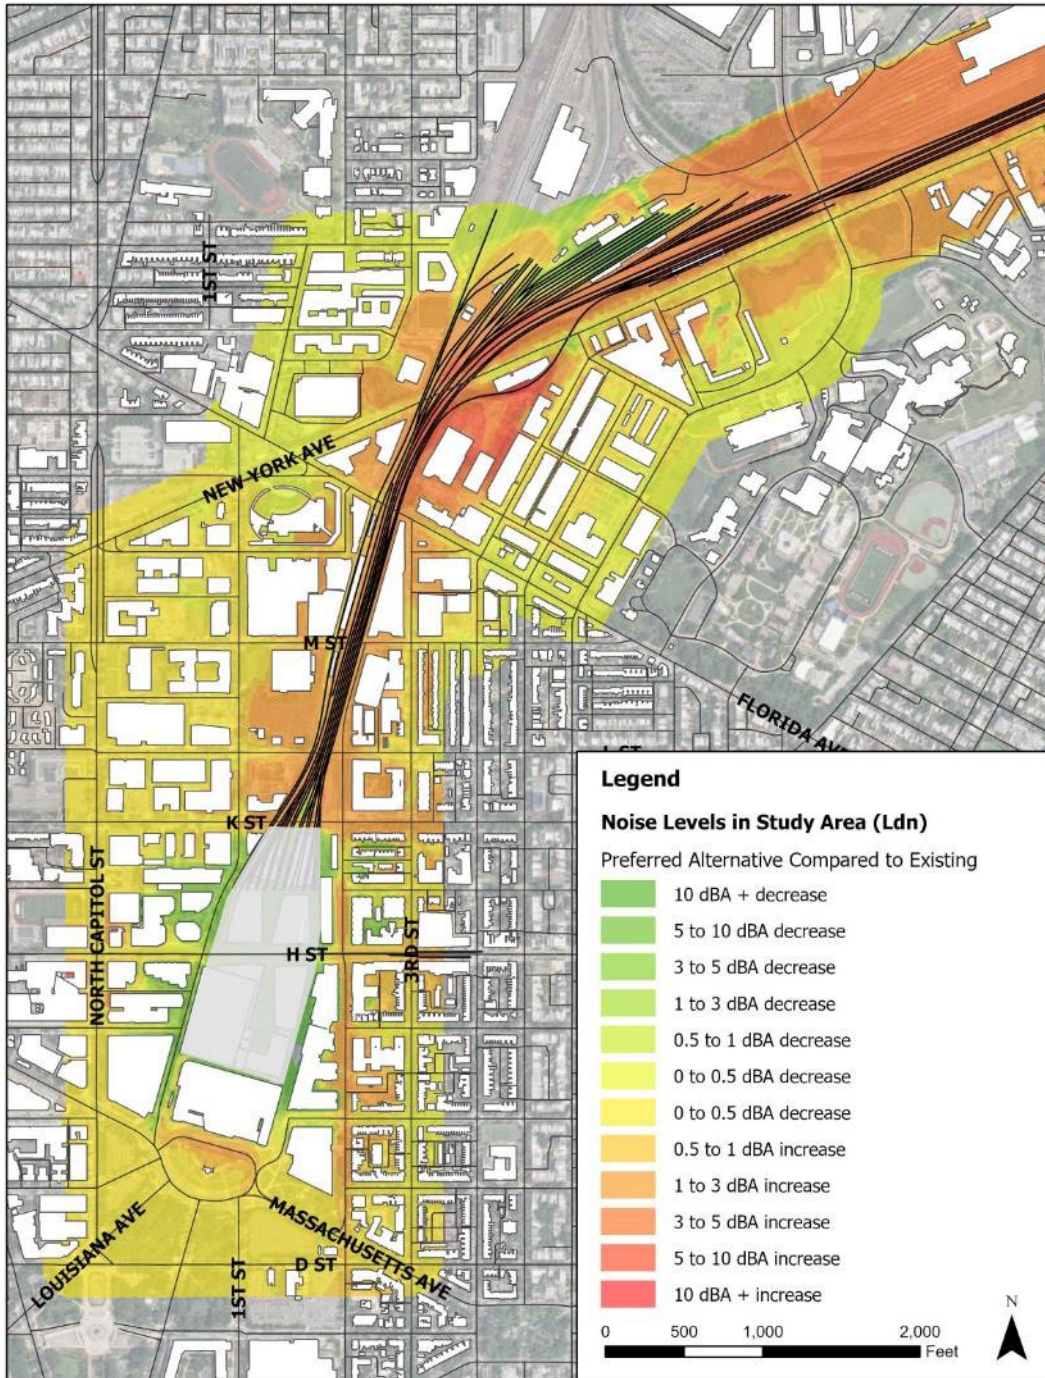 1ST ST
NEW YORK AVE
M ST
FLORIDA AVE
L ST
K ST
NORTH CAPITOL ST
H ST
3RD ST
LOUISIANA AVE
MASSACHUSETTS AVE
D ST
1ST ST
Legend
Noise Levels in Study Area (Ldn)
Preferred Alternative Compared to Existing
10 dBA + decrease
5 to 10 dBA decrease
3 to 5 dBA decrease
1 to 3 dBA decrease
0.5 to 1 dBA decrease
0 to 0.5 dBA decrease
0 to 0.5 dBA decrease
0.5 to 1 dBA increase
1 to 3 dBA increase
3 to 5 dBA increase
5 to 10 dBA increase
10 dBA + increase
0 500 1,000 2,000
Feet
N